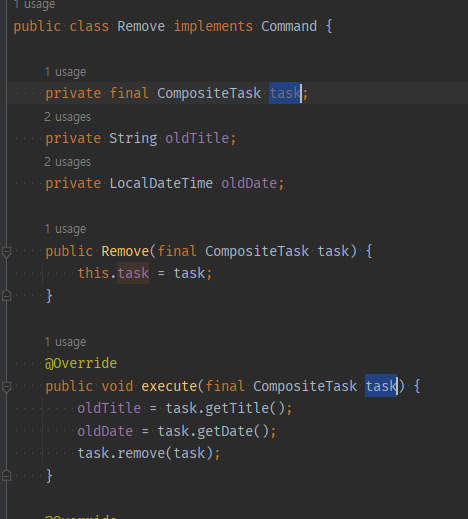 1 usage
public class Remove implements Command {
1 usage
private final CompositeTask task;
2 usages
private String oldTitle;
2 usages
private LocalDateTime oldDate;
1 usage
public Remove(final CompositeTask task) {
this.task = task;
}
1 usage
@Override
public void execute(final CompositeTask task) {
oldTitle = task.getTitle();
oldDate = task.getDate();
task.remove(task);
}
@Override